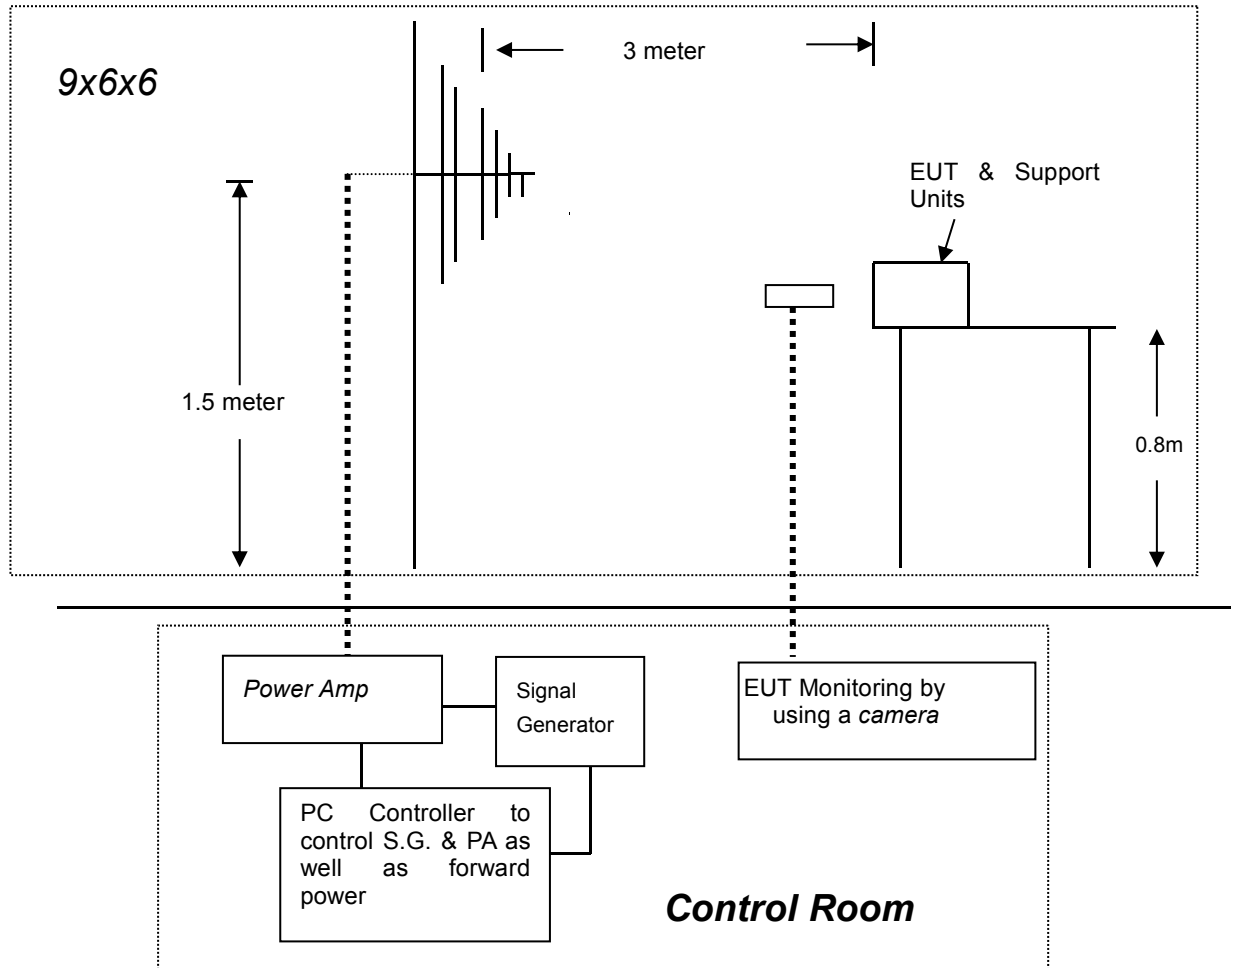 3 meter
9x6x6
EUT & Support
Units
1.5 meter
0.8m
Power Amp
Signal
Generator
EUT Monitoring by
using a camera
PC Controller to
control S.G. & PA as
well as forward
power
Control Room